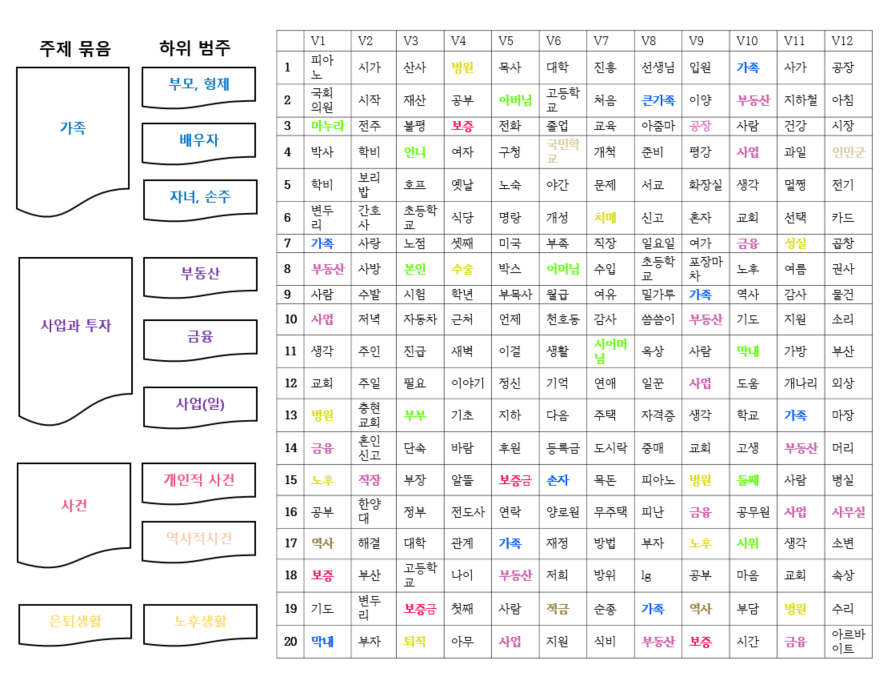 주제 묶음 하위 범주
가족
부모, 형제
배우자
자녀, 손주
사업과 투자
부동산
금융
사업(일)
사건
개인적 사건
역사적사건
은퇴생활
노후생활
V1 V2 V3 V4 V5 V6 V7 V8 V9 V10 V11 V12
1 피아노 시가 산사 병원 목사 대학 진흥 선생님 입원 가족 사가 공장
2 국회의원 시작 재산 공부 아버님 고등학교 처음 큰가족 이양 부동산 지하철 아침
3 마누라 전주 불평 보증 전화 졸업 교육 아줌마 공장 사람 건강 시장
4 박사 학비 언니 여자 구청 국민학교 개척 준비 평강 사업 과일 인민군
5 학비 보리밥 호프 옛날 노숙 야간 문제 서교 화장실 생각 멀쩡 전기
6 변두리 간호사 초등학교 식당 명랑 개성 치매 신고 혼자 교회 선택 카드
7 가족 사랑 노점 셋째 미국 부족 직장 일요일 여가 금융 성실 곱창
8 부동산 사방 본인 수술 박스 어머님 수입 초등학교 포장마차 노후 여름 권사
9 사람 수발 시험 학년 부목사 월급 여유 밀가루 가족 역사 감사 물건
10 사업 저녁 자동차 근처 언제 천호동 감사 씀씀이 부동산 기도 지원 소리
11 생각 주인 진급 새벽 이걸 생활 시어머님 옥상 사람 막내 가방 부산
12 교회 주일 필요 이야기 정신 기억 연애 일꾼 사업 도움 개나리 외상
13 병원 충현교회 부부 기초 지하 다음 주택 자격증 생각 학교 가족 마장
14 금융 혼인신고 단속 바람 후원 등록금 도시락 중매 교회 고생 부동산 머리
15 노후 직장 부장 알뜰 보증금 손자 목돈 피아노 병원 둘째 사람 병실
16 공부 한양대 정부 전도사 연락 양로원 무주택 피난 금융 공무원 사업 사무실
17 역사 해결 대학 관계 가족 재정 방법 부자 노후 사위 생각 소변
18 보증 부산 고등학교 나이 부동산 저희 방위 lg 공부 마음 교회 속상
19 기도 변두리 보증금 첫째 사람 적금 순종 가족 역사 부담 병원 수리
20 막내 부자 퇴직 아무 사업 지원 식비 부동산 보증 시간 금융 아르바이트